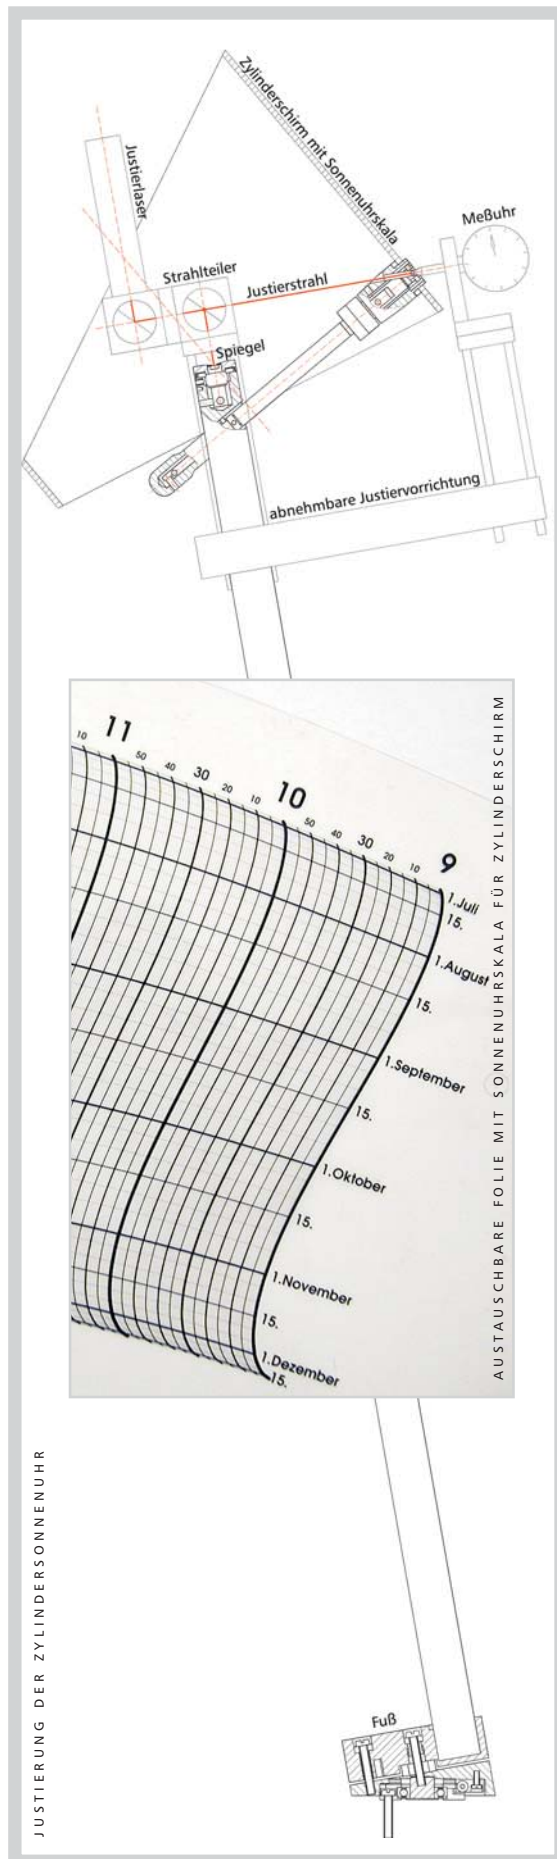 Zylinderschirm mit Sonnenuhrskala
Justierlaser
Meßuhr
Strahlteiler
Justierstrahl
Spiegel
abnehmbare Justiervorrichtung
10 11 50 40 30 20 10 10 50 40 30 20 10 9
1.Juli
15.
1.August
15.
1.September
15.
1.Oktober
15.
1.November
15.
1.Dezember
15.
AUSTAUSCHBARE FOLIE MIT SONNENUHRSKALA FÜR ZYLINDERSCHIRM
JUSTIERUNG DER ZYLINDERSONNENUHR
Fuß